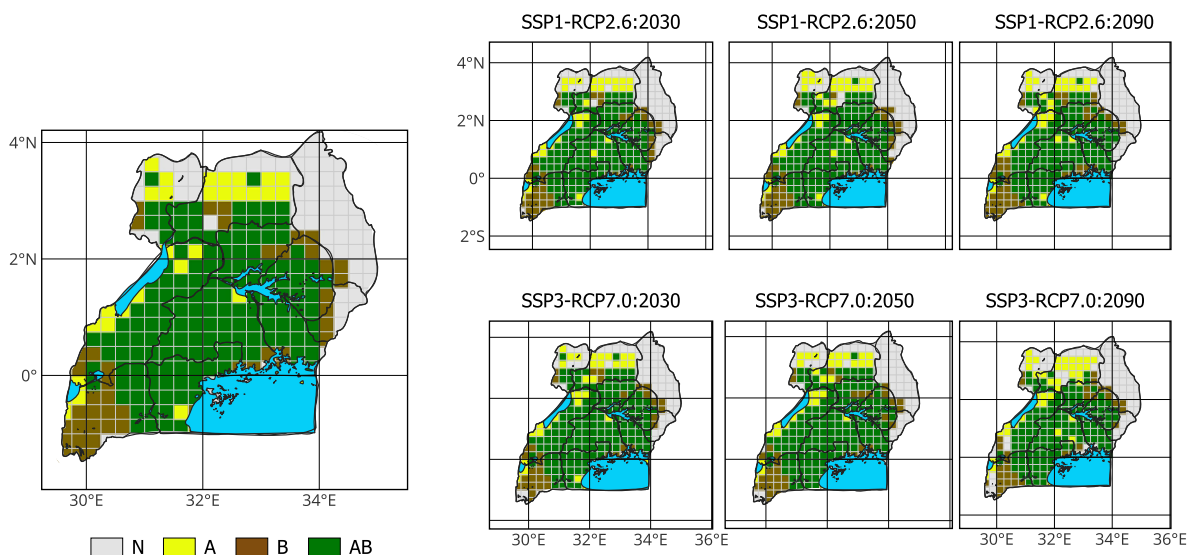 SSP1-RCP2.6:2030 SSP1-RCP2.6:2050 SSP1-RCP2.6:2090
4°N
2°N
0°
2°S
4°N
2°N
0°
30°E 32°E 34°E
SSP3-RCP7.0:2030 SSP3-RCP7.0:2050 SSP3-RCP7.0:2090
30°E 32°E 34°E 36°E 30°E 32°E 34°E 36°E
N A B AB